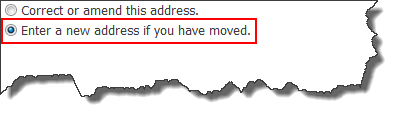 Correct or amend this address.
Enter a new address if you have moved.